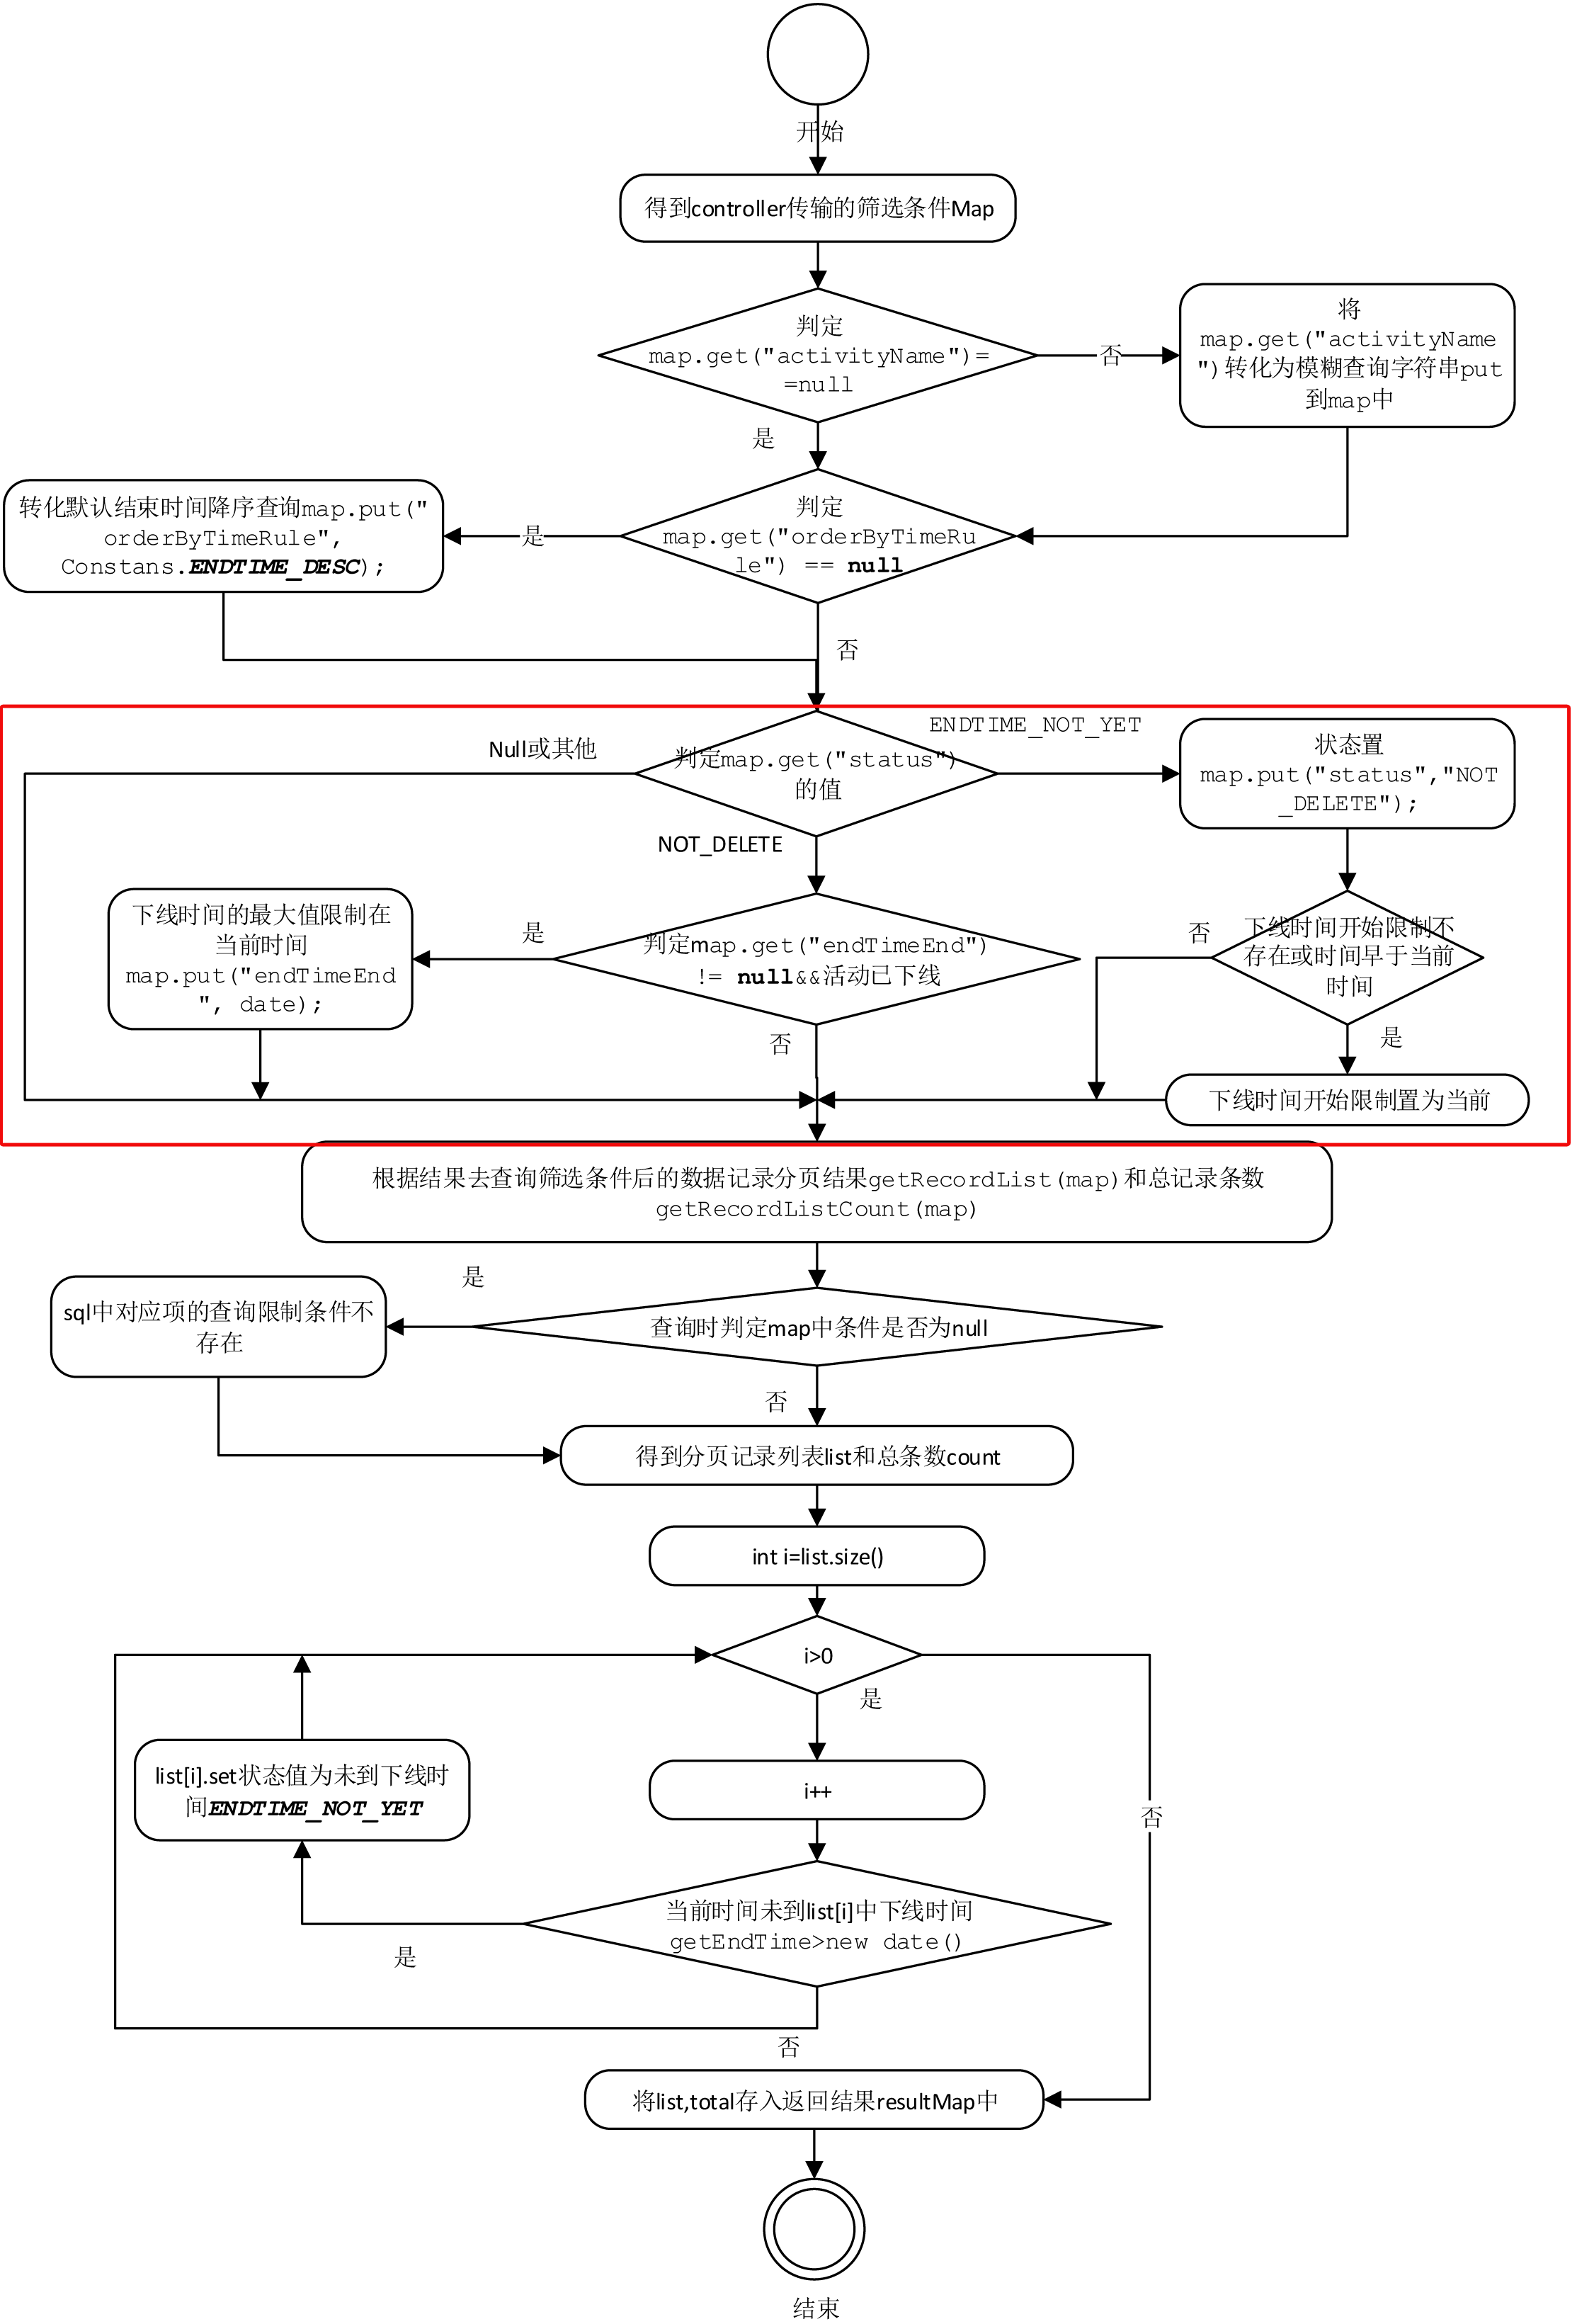 开始
得到controller传输的筛选条件Map
判定
map.get("activityName")=
=null
否
将
map.get("activityName
")转化为模糊查询字符串put
到map中
是
转化默认结束时间降序查询map.put("
orderByTimeRule",
Constans.ENDTIME_DESC);
是
判定
map.get("orderByTimeRu
le") == null
否
Null或其他
判定map.get("status")
的值
ENDTIME_NOT_YET
状态置
map.put("status","NOT
_DELETE");
NOT_DELETE
下线时间的最大值限制在
当前时间
map.put("endTimeEnd
", date);
是
判定map.get("endTimeEnd")
!= null&&活动已下线
否
否
下线时间开始限制不
存在或时间早于当前
时间
是
下线时间开始限制置为当前
根据结果去查询筛选条件后的数据记录分页结果getRecordList(map)和总记录条数
getRecordListCount(map)
是
sql中对应项的查询限制条件不
存在
查询时判定map中条件是否为null
否
得到分页记录列表list和总条数count
int i=list.size()
i>0
是
list[i].set状态值为未到下线时
间ENDTIME_NOT_YET
i++
否
当前时间未到list[i]中下线时间
getEndTime>new date()
是
否
将list,total存入返回结果resultMap中
结束